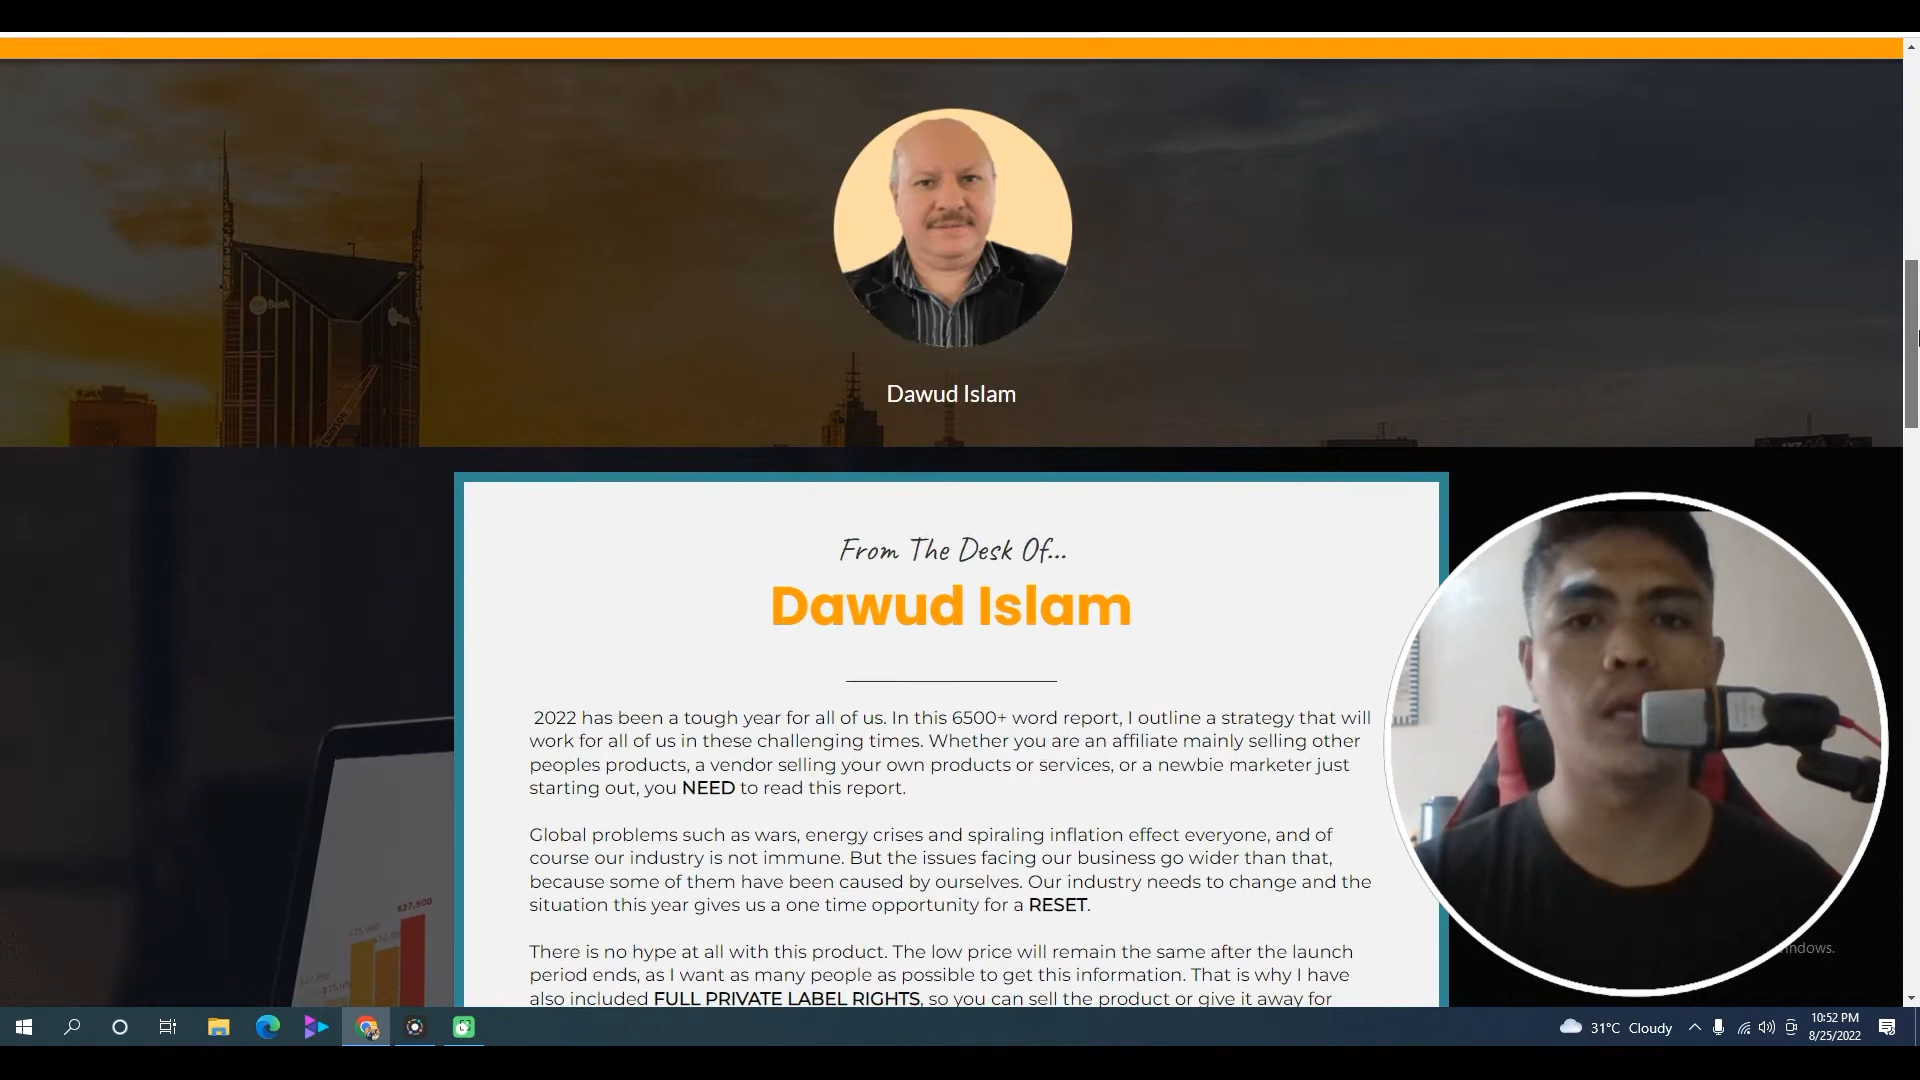 Bank
Dawud Islam
From The Desk Of...
Dawud Islam
2022 has been a tough year for all of us. In this 6500+ word report, I outline a strategy that will
work for all of us in these challenging times. Whether you are an affiliate mainly selling other
peoples products, a vendor selling your own products or services, or a newbie marketer just
starting out, you NEED to read this report.
Global problems such as wars, energy crises and spiraling inflation effect everyone, and of
course our industry is not immune. But the issues facing our business go wider than that,
because some of them have been caused by ourselves. Our industry needs to change and the
situation this year gives us a one time opportunity for a RESET.
There is no hype at all with this product. The low price will remain the same after the launch
period ends, as I want as many people as possible to get this information. That is why I have
also included FULL PRIVATE LABEL RIGHTS, so you can sell the product or give it away for
$37,500
ndows.
31°C Cloudy
10:52 PM
8/25/2022